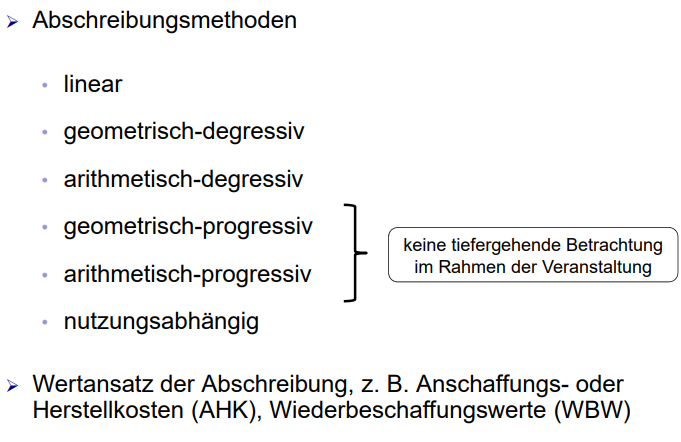 Abschreibungsmethoden
linear
geometrisch-degressiv
arithmetisch-degressiv
geometrisch-progressiv
keine tiefergehende Betrachtung
im Rahmen der Veranstaltung
arithmetisch-progressiv
nutzungsabhängig
Wertansatz der Abschreibung, z. B. Anschaffungs- oder
Herstellkosten (AHK), Wiederbeschaffungswerte (WBW)